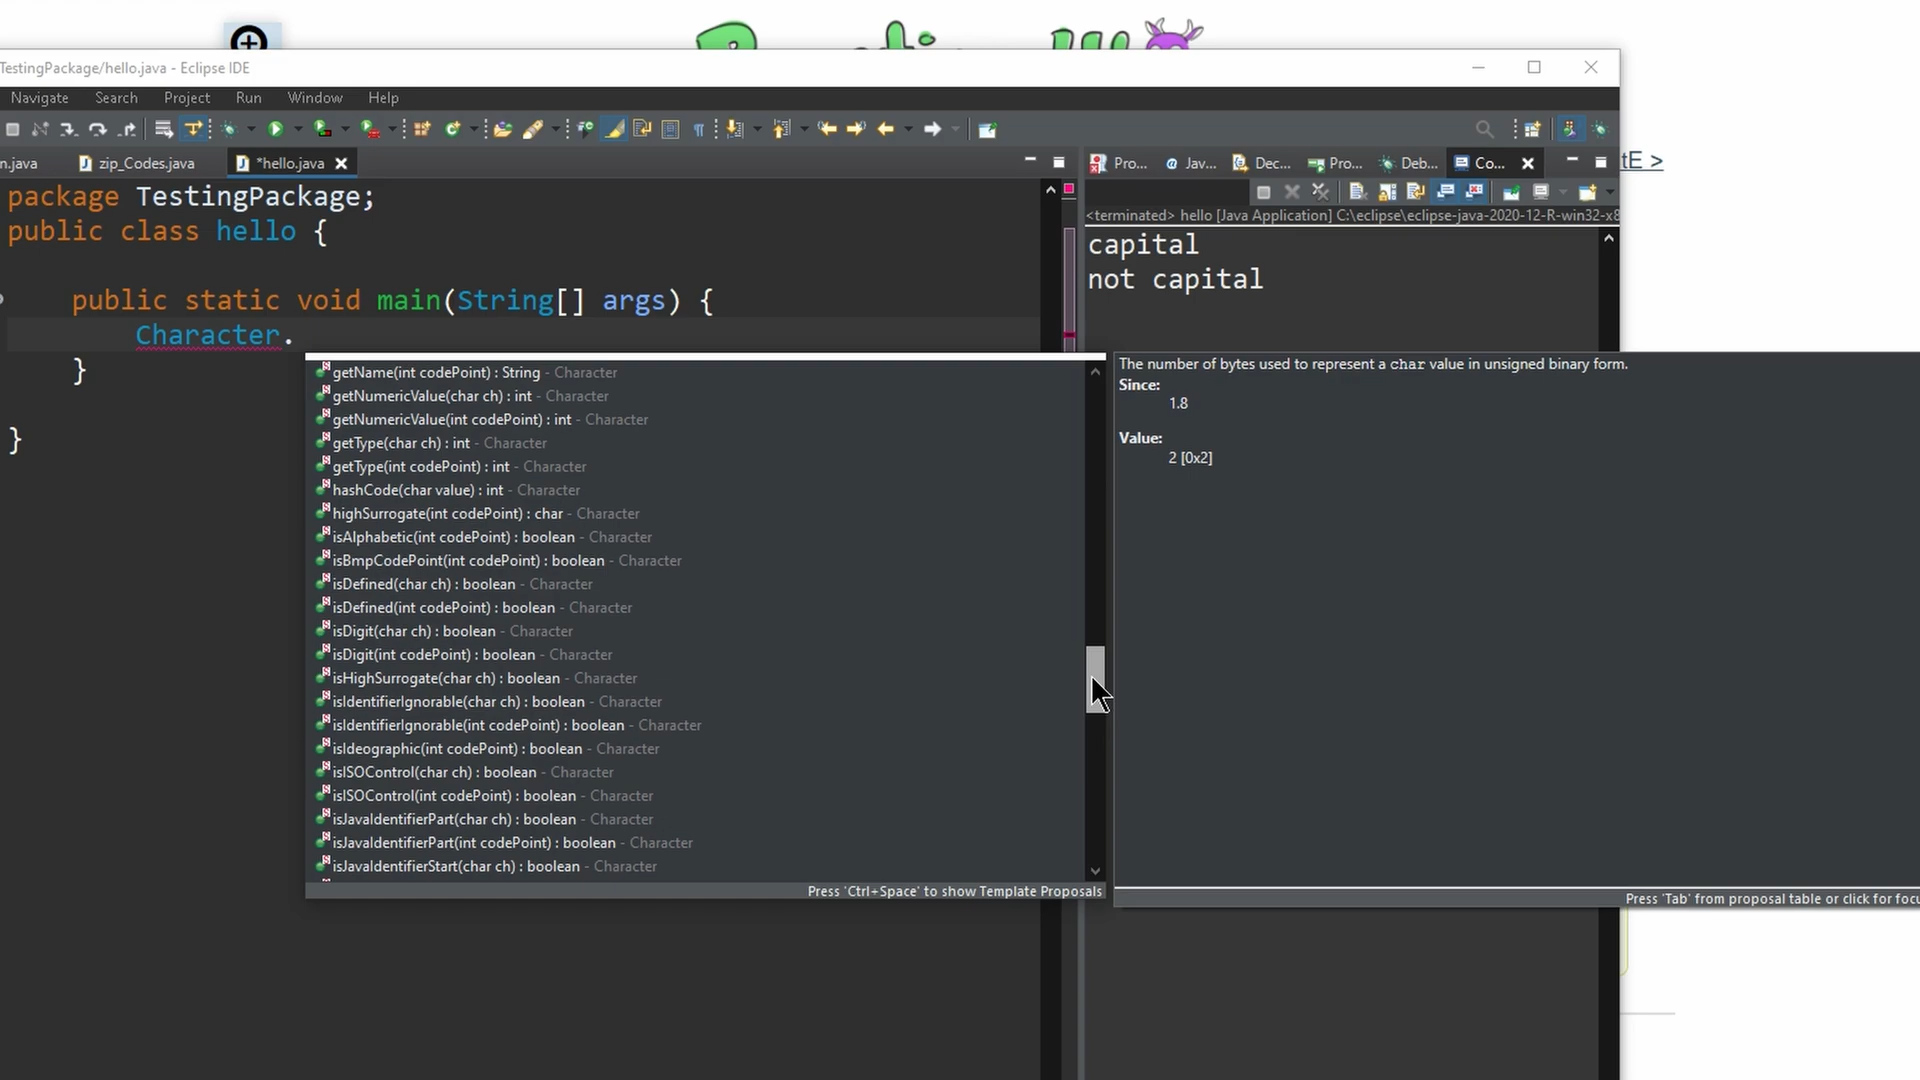 TestingPackage/hello.java - Eclipse IDE
Navigate Search Project Run Window Help
n.java zip_Codes.java *hello.java
package TestingPackage;
public class hello {
public static void main(String[] args) {
Character.
}
}
getName(int codePoint) : String - Character
getNumericValue(char ch) : int - Character
getNumericValue(int codePoint) : int - Character
getType(char ch) : int - Character
getType(int codePoint) : int - Character
hashCode(char value) : int - Character
highSurrogate(int codePoint) : char - Character
isAlphabetic(int codePoint) : boolean - Character
isBmpCodePoint(int codePoint) : boolean - Character
isDefined(char ch) : boolean - Character
isDefined(int codePoint) : boolean - Character
isDigit(char ch) : boolean - Character
isDigit(int codePoint) : boolean - Character
isHighSurrogate(char ch) : boolean - Character
isIdentifierIgnorable(char ch) : boolean - Character
isIdentifierIgnorable(int codePoint) : boolean - Character
isIdeographic(int codePoint) : boolean - Character
isISOControl(char ch) : boolean - Character
isISOControl(int codePoint) : boolean - Character
isJavaIdentifierPart(char ch) : boolean - Character
isJavaIdentifierPart(int codePoint) : boolean - Character
isJavaIdentifierStart(char ch) : boolean - Character
Press 'Ctrl+Space' to show Template Proposals
Pro... Jav... Dec... Pro... Deb... Co...
<terminated> hello [Java Application] C:\eclipse\eclipse-java-2020-12-R-win32-x8
capital
not capital
The number of bytes used to represent a char value in unsigned binary form.
Since:
1.8
Value:
2 [0x2]
Press 'Tab' from proposal table or click for focu
tE >